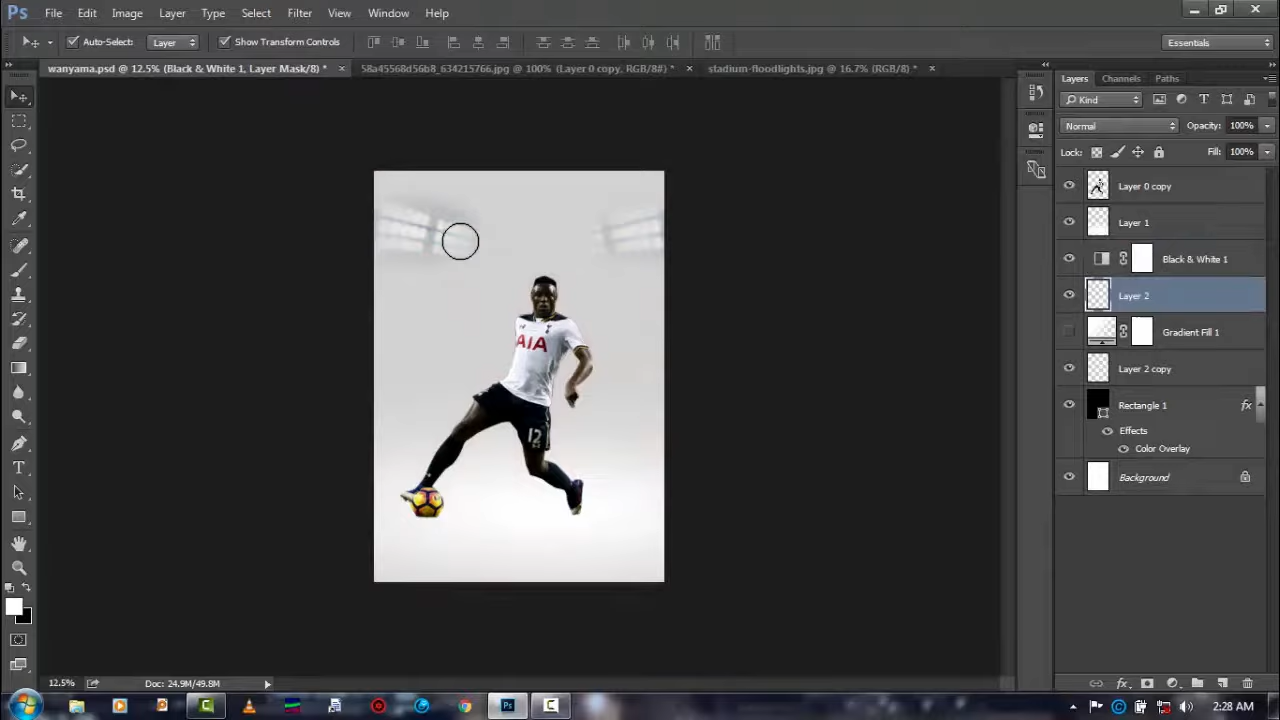 Ps File Edit Image Layer Type Select Filter View Window Help
Auto-Select: Layer Show Transform Controls Essentials
wanyama.psd @ 12.5% (Black & White 1, Layer Mask/8) * × 58a45568d56b8_634215766.jpg @ 100% (Layer 0 copy, RGB/8#) * × stadium-floodlights.jpg @ 16.7% (RGB/8) * ×
Layers Channels Paths
Kind
Normal Opacity: 100%
Lock: Fill: 100%
Layer 0 copy
Layer 1
Black & White 1
Layer 2
Gradient Fill 1
Layer 2 copy
Rectangle 1 fx
Effects
Color Overlay
Background
AIA
12
12.5% Doc: 24.9M/49.8M
2:28 AM